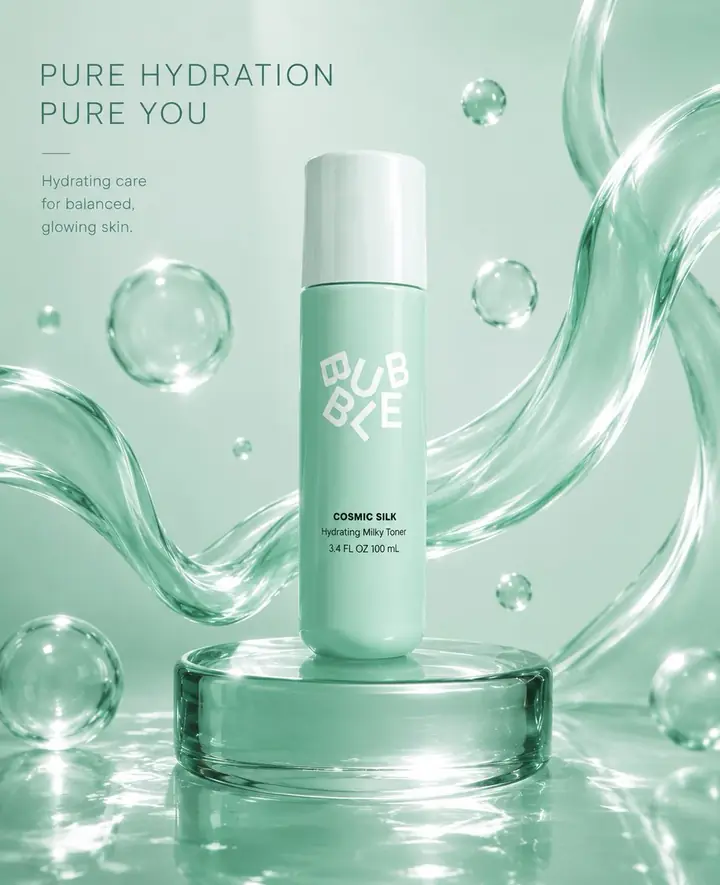 PURE HYDRATION
PURE YOU
Hydrating care
for balanced,
glowing skin.
BUB
BLE
COSMIC SILK
Hydrating Milky Toner
3.4 FL OZ 100 mL